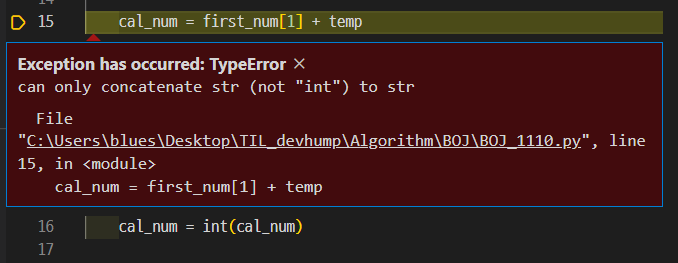 15 cal_num = first_num[1] + temp
Exception has occurred: TypeError ×
can only concatenate str (not "int") to str
File
"C:\Users\blues\Desktop\TIL_devhump\Algorithm\BOJ\BOJ_1110.py", line
15, in <module>
cal_num = first_num[1] + temp
16 cal_num = int(cal_num)
17